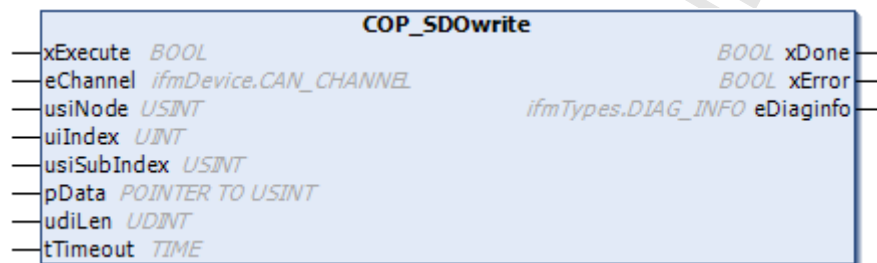 COP_SDOwrite
xExecute BOOL BOOL xDone
eChannel ifmDevice.CAN_CHANNEL BOOL xError
usiNode USINT ifmTypes.DIAG_INFO eDiaginfo
uiIndex UINT
usiSubIndex USINT
pData POINTER TO USINT
udiLen UDINT
tTimeout TIME